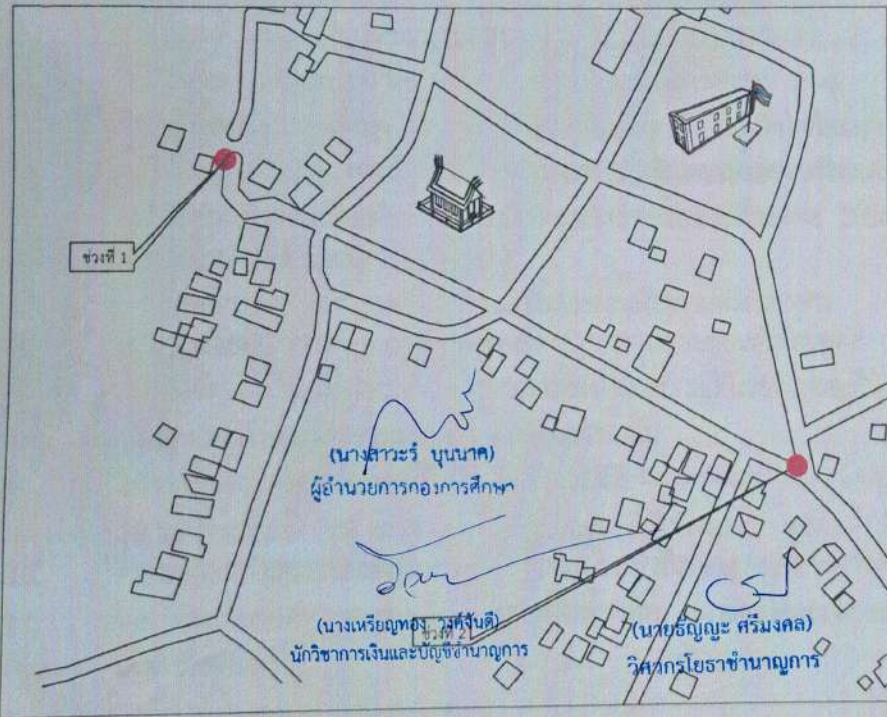 ช่วงที่ 1
(นางสาวะรี บุนนาค)
ผู้อำนวยการกองการศึกษา
(นางเหรียญทอง วงค์จันดี)
นักวิชาการเงินและบัญชีชำนาญการ
ช่วงที่ 2
(นายธัญญะ ศรีมงคล)
วิศวกรโยธาชำนาญการ